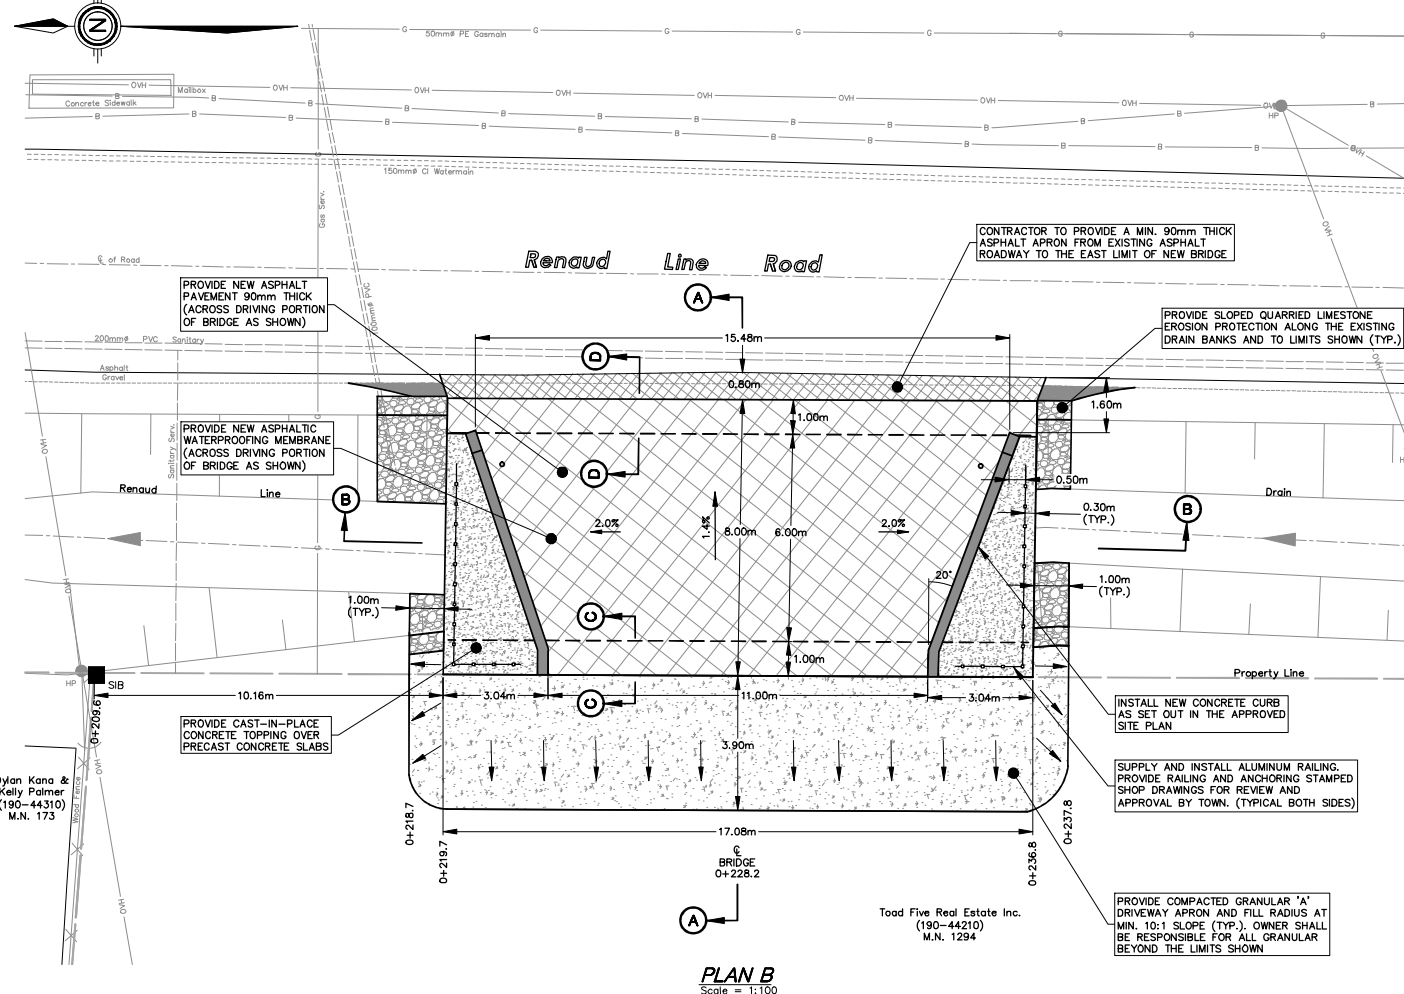 N
G G G G G G G G
50mmø PE Gasmain
OVH OVH OVH OVH OVH OVH OVH OVH OVH
Mailbox
Concrete Sidewalk
B B B B B B B B B B
B B B B B B B B B B B
HP
OVH
150mmø CI Watermain
Gas Serv.
℄ of Road
Renaud Line Road
CONTRACTOR TO PROVIDE A MIN. 90mm THICK
ASPHALT APRON FROM EXISTING ASPHALT
ROADWAY TO THE EAST LIMIT OF NEW BRIDGE
PROVIDE NEW ASPHALT
PAVEMENT 90mm THICK
(ACROSS DRIVING PORTION
OF BRIDGE AS SHOWN)
A
PROVIDE SLOPED QUARRIED LIMESTONE
EROSION PROTECTION ALONG THE EXISTING
DRAIN BANKS AND TO LIMITS SHOWN (TYP.)
200mmø PVC Sanitary
15.48m
D
Asphalt
Gravel
0.80m
1.60m
1.00m
PROVIDE NEW ASPHALTIC
WATERPROOFING MEMBRANE
(ACROSS DRIVING PORTION
OF BRIDGE AS SHOWN)
Sanitary Serv.
D
0.50m
Renaud Line
Drain
B
B
0.30m
(TYP.)
2.0%
1.4%
8.00m
6.00m
2.0%
20°
1.00m
(TYP.)
1.00m
(TYP.)
C
1.00m
HP
SIB
Property Line
0+209.6
10.16m
3.04m
C
11.00m
3.04m
INSTALL NEW CONCRETE CURB
AS SET OUT IN THE APPROVED
SITE PLAN
PROVIDE CAST-IN-PLACE
CONCRETE TOPPING OVER
PRECAST CONCRETE SLABS
3.90m
SUPPLY AND INSTALL ALUMINUM RAILING.
PROVIDE RAILING AND ANCHORING STAMPED
SHOP DRAWINGS FOR REVIEW AND
APPROVAL BY TOWN. (TYPICAL BOTH SIDES)
ylan Kana &
Kelly Palmer
(190-44310)
M.N. 173
Wood Fence
0+218.7
0+219.7
17.08m
0+236.8
0+237.8
℄
BRIDGE
0+228.2
A
Toad Five Real Estate Inc.
(190-44210)
M.N. 1294
PROVIDE COMPACTED GRANULAR 'A'
DRIVEWAY APRON AND FILL RADIUS AT
MIN. 10:1 SLOPE (TYP.). OWNER SHALL
BE RESPONSIBLE FOR ALL GRANULAR
BEYOND THE LIMITS SHOWN
PLAN B
Scale = 1:100